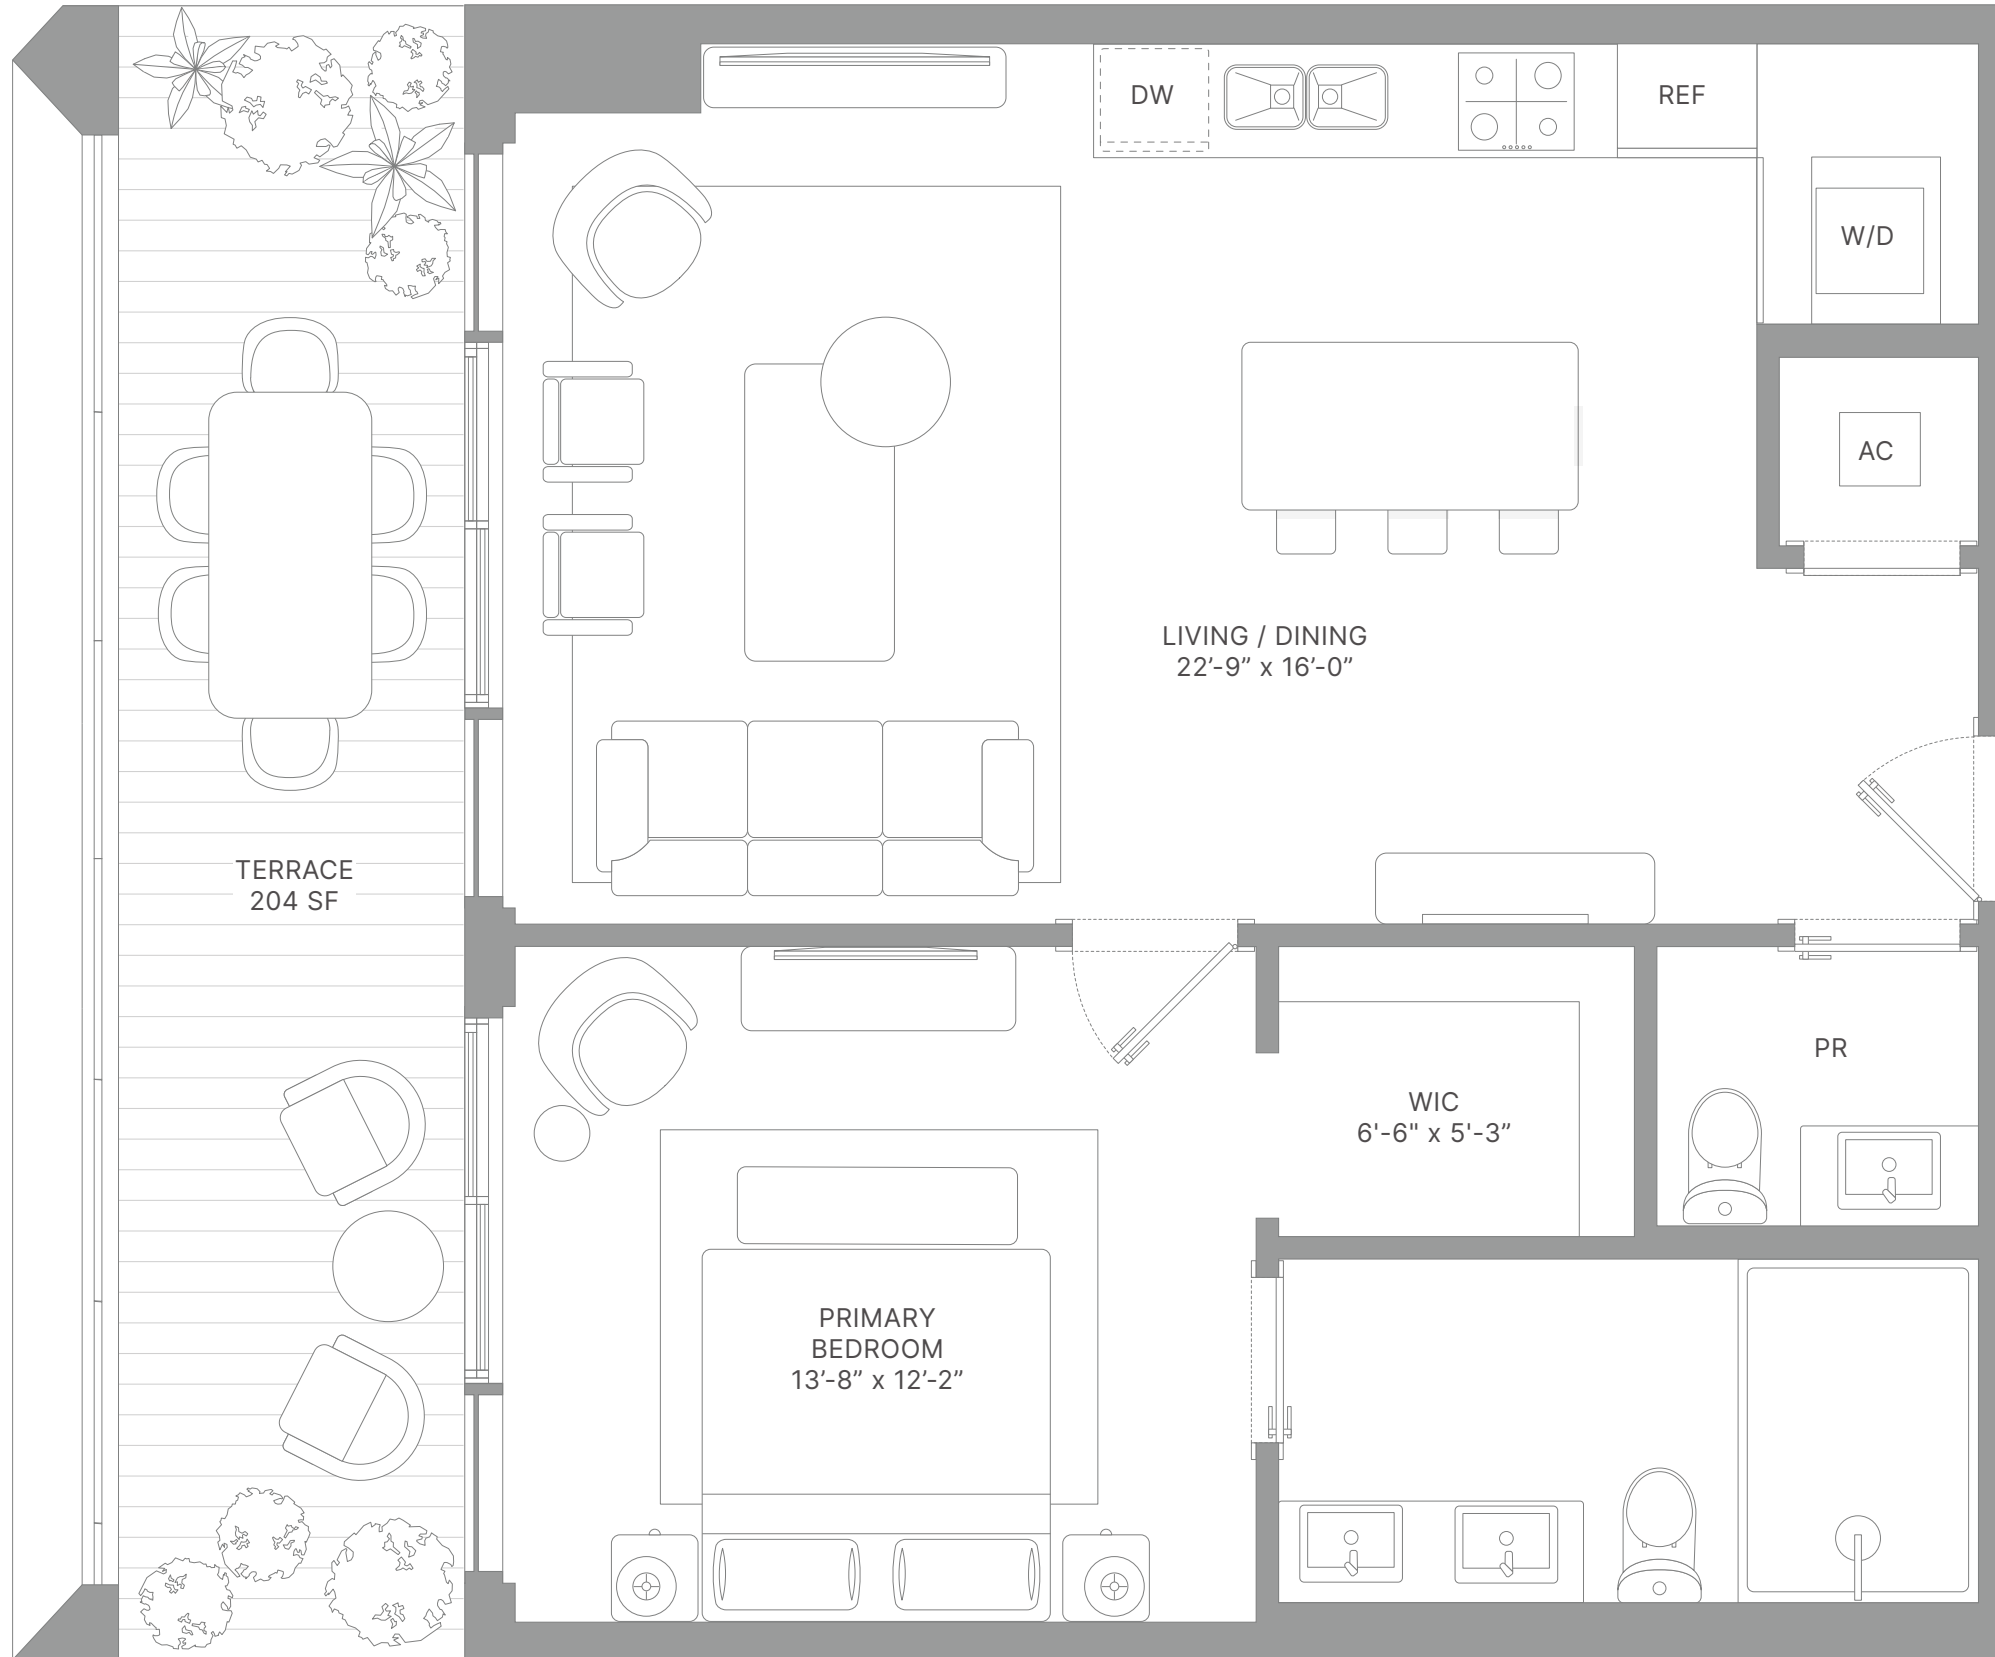 DW
REF
W/D
AC
LIVING / DINING
22’-9” x 16’-0”
TERRACE
204 SF
PR
WIC
6'-6" x 5'-3”
PRIMARY
BEDROOM
13’-8” x 12’-2”